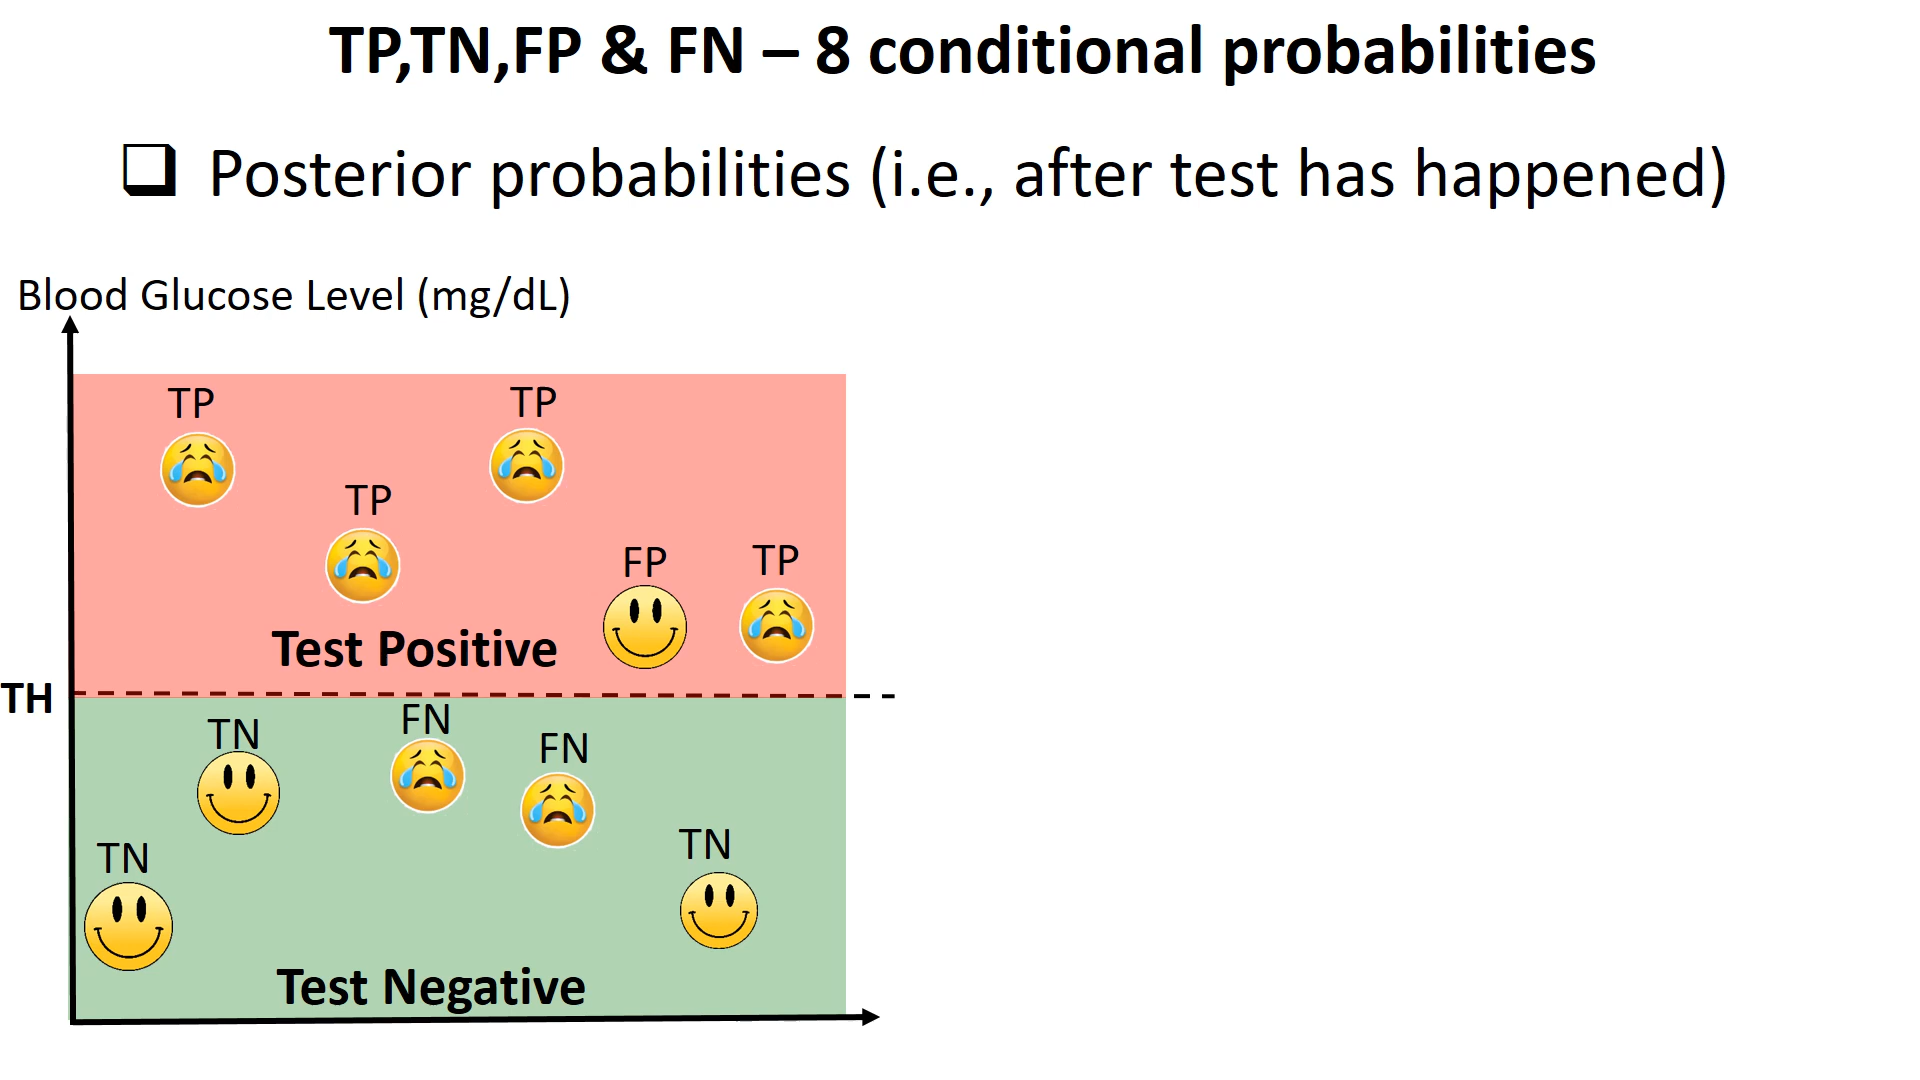 TP,TN,FP & FN – 8 conditional probabilities
❑ Posterior probabilities (i.e., after test has happened)
Blood Glucose Level (mg/dL)
TP
TP
TP
FP
TP
Test Positive
TH
FN
TN
FN
TN
TN
Test Negative